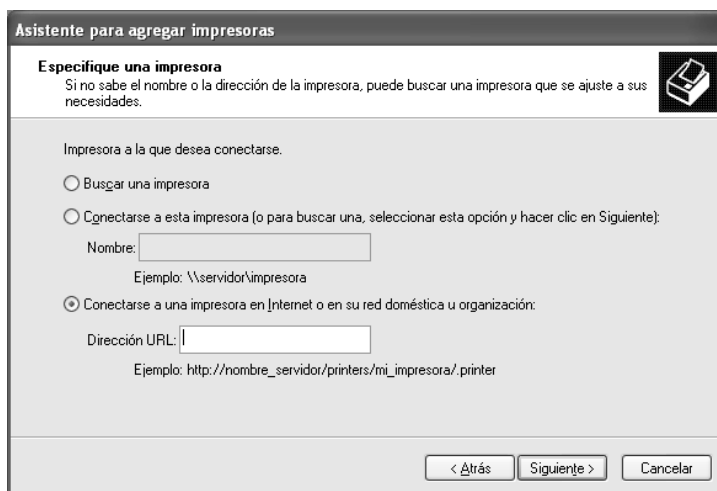 Asistente para agregar impresoras
Especifique una impresora
Si no sabe el nombre o la dirección de la impresora, puede buscar una impresora que se ajuste a sus
necesidades.
Impresora a la que desea conectarse.
Buscar una impresora
Conectarse a esta impresora (o para buscar una, seleccionar esta opción y hacer clic en Siguiente):
Nombre:
Ejemplo: \\servidor\impresora
Conectarse a una impresora en Internet o en su red doméstica u organización:
Dirección URL:
Ejemplo: http://nombre_servidor/printers/mi_impresora/.printer
< Atrás Siguiente > Cancelar